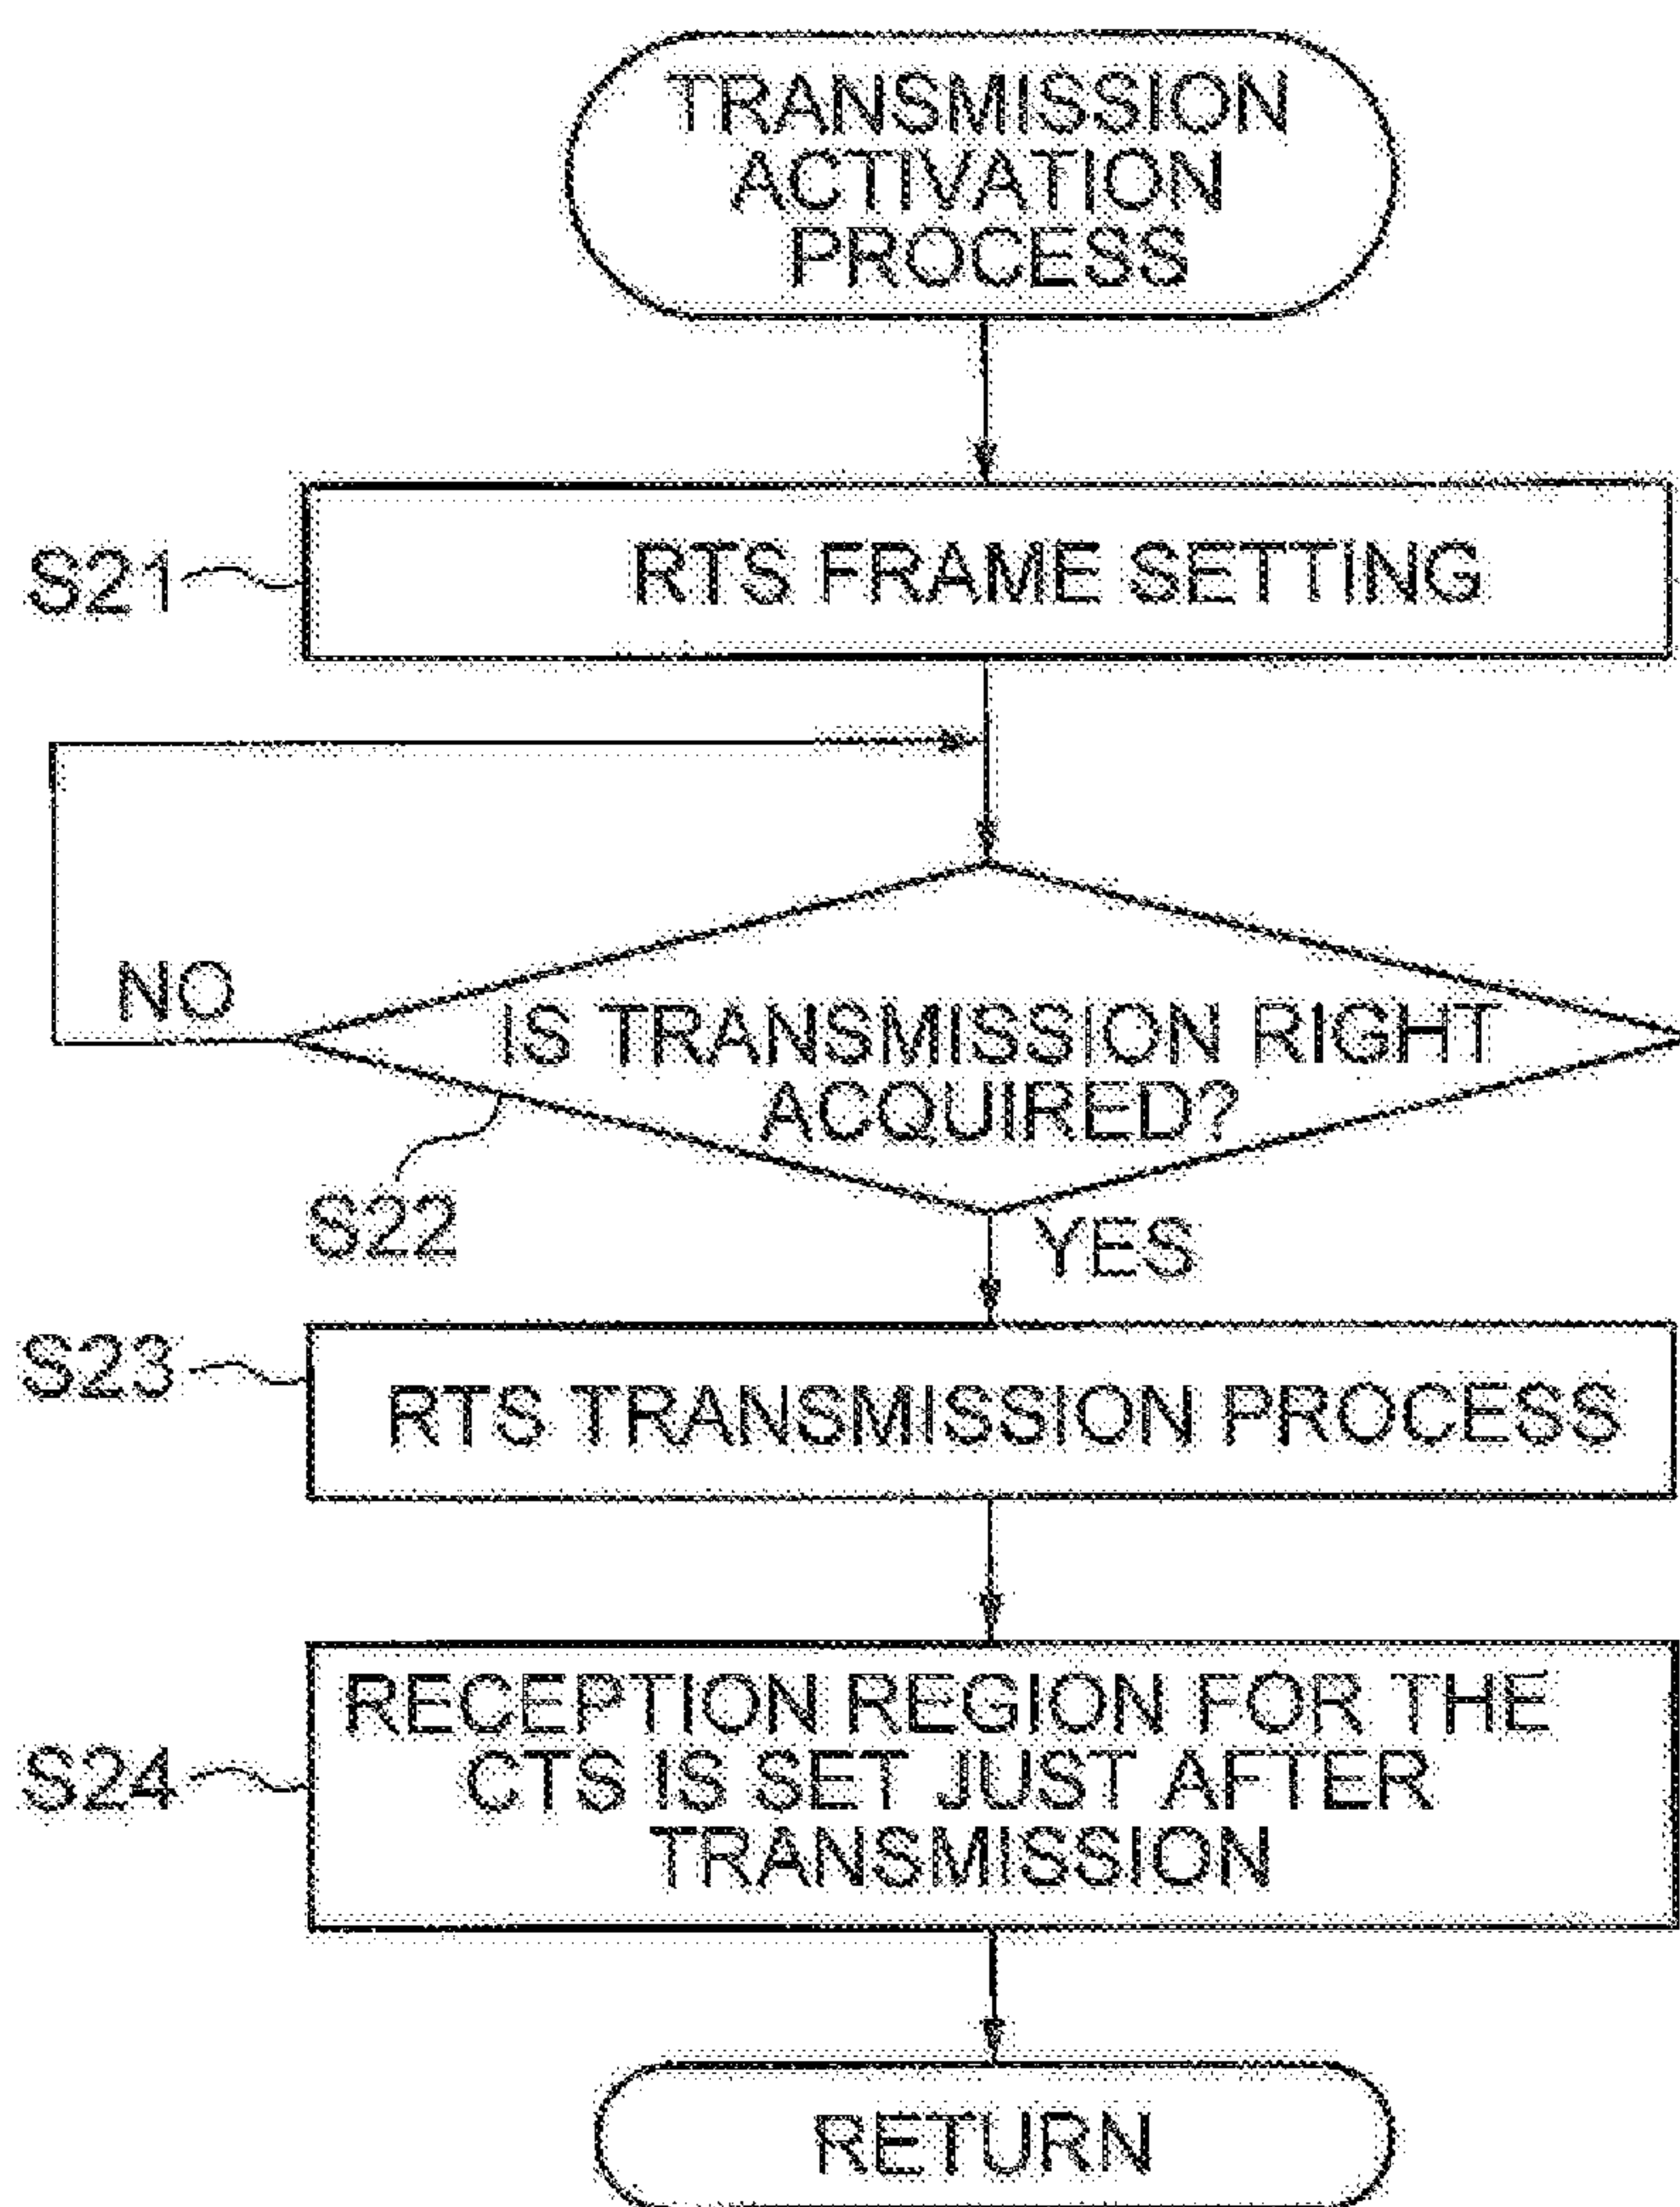 TRANSMISSION
ACTIVATION
PROCESS
S21
RTS FRAME SETTING
NO
IS TRANSMISSION RIGHT
ACQUIRED?
S22
YES
S23
RTS TRANSMISSION PROCESS
S24
RECEPTION REGION FOR THE
CTS IS SET JUST AFTER
TRANSMISSION
RETURN